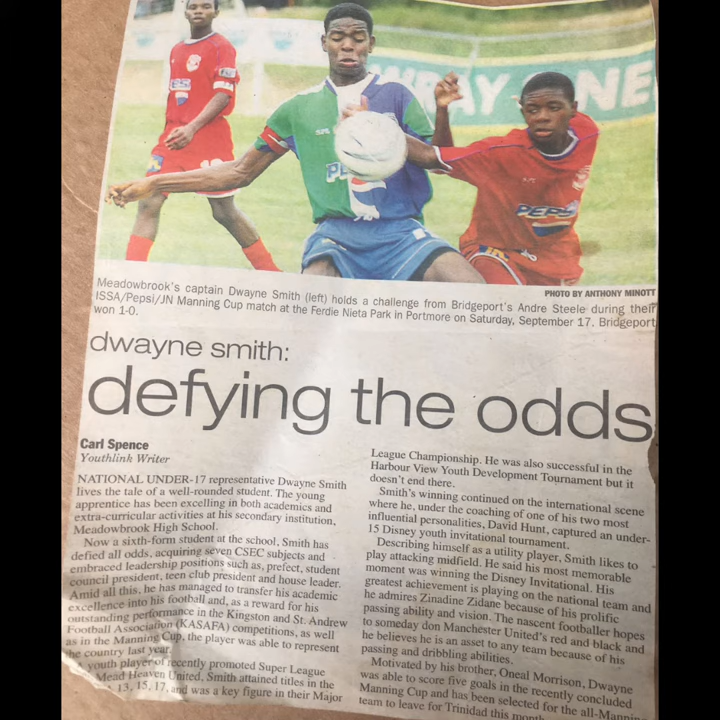 WRAY & NE
PEPSI
PEPSI
PHOTO BY ANTHONY MINOTT
Meadowbrook's captain Dwayne Smith (left) holds a challenge from Bridgeport's Andre Steele during their
ISSA/Pepsi/JN Manning Cup match at the Ferdie Nieta Park in Portmore on Saturday, September 17. Bridgeport
won 1-0.
dwayne smith:
defying the odds
Carl Spence
Youthlink Writer
NATIONAL UNDER-17 representative Dwayne Smith
lives the tale of a well-rounded student. The young
apprentice has been excelling in both academics and
extra-curricular activities at his secondary institution,
Meadowbrook High School.
Now a sixth-form student at the school, Smith has
defied all odds, acquiring seven CSEC subjects and
embraced leadership positions such as, prefect, student
council president, teen club president and house leader.
Amid all this, he has managed to transfer his academic
excellence into his football and, as a reward for his
outstanding performance in the Kingston and St. Andrew
Football Association (KASAFA) competitions, as well
as in the Manning Cup, the player was able to represent
the country last year.
youth player of recently promoted Super League
Mead Heaven United, Smith attained titles in the
13, 15, 17, and was a key figure in their Major
League Championship. He was also successful in the
Harbour View Youth Development Tournament but it
doesn't end there.
Smith's winning continued on the international scene
where he, under the coaching of one of his two most
influential personalities, David Hunt, captured an under-
15 Disney youth invitational tournament.
Describing himself as a utility player, Smith likes to
play attacking midfield. He said his most memorable
moment was winning the Disney Invitational. His
greatest achievement is playing on the national team and
he admires Zinadine Zidane because of his prolific
passing ability and vision. The nascent footballer hopes
to someday don Manchester United's red and black and
he believes he is an asset to any team because of his
passing and dribbling abilities.
Motivated by his brother, Oneal Morrison, Dwayne
was able to score five goals in the recently concluded
Manning Cup and has been selected for the all-Manning
team to leave for Trinidad this month